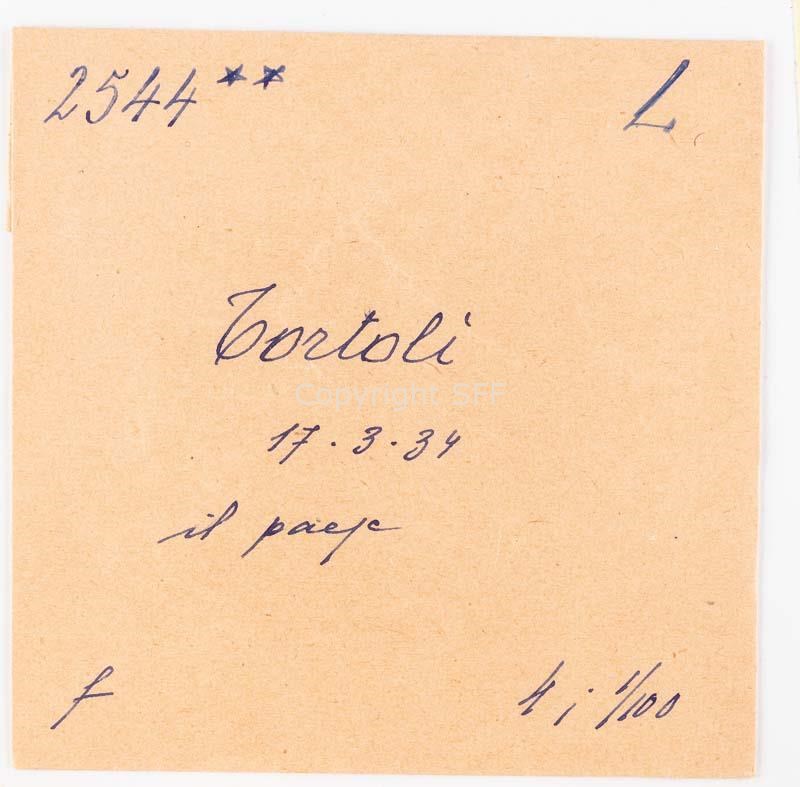 2544** L
Tortoli
Copyright SFF
17.3.34
il paese
f 4; 1/100